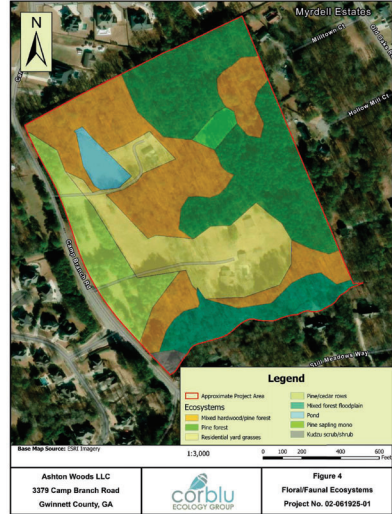 Myrdell Estates
N
Milltown Ct
Hollow Mill Ct
Camp Branch Rd
Still Meadows Way
Legend
Approximate Project Area
Ecosystems
Mixed hardwood/pine forest
Pine forest
Residential yard grasses
Pine/cedar rows
Mixed forest floodplain
Pond
Pine sapling mono
Kudzu scrub/shrub
Base Map Source: ESRI Imagery
1:3,000
0 100 200 300 400 500 600
Feet
Ashton Woods LLC
3379 Camp Branch Road
Gwinnett County, GA
corblu
ECOLOGY GROUP
Figure 4
Floral/Faunal Ecosystems
Project No. 02-061925-01